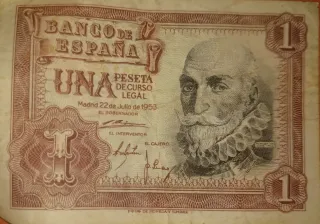 BANCO DE
ESPAÑA
1
UNA PESETA
DE CURSO
LEGAL
Madrid 22 de Julio de 1953
EL GOBERNADOR
EL INTERVENTOR
EL CAJERO
1
1